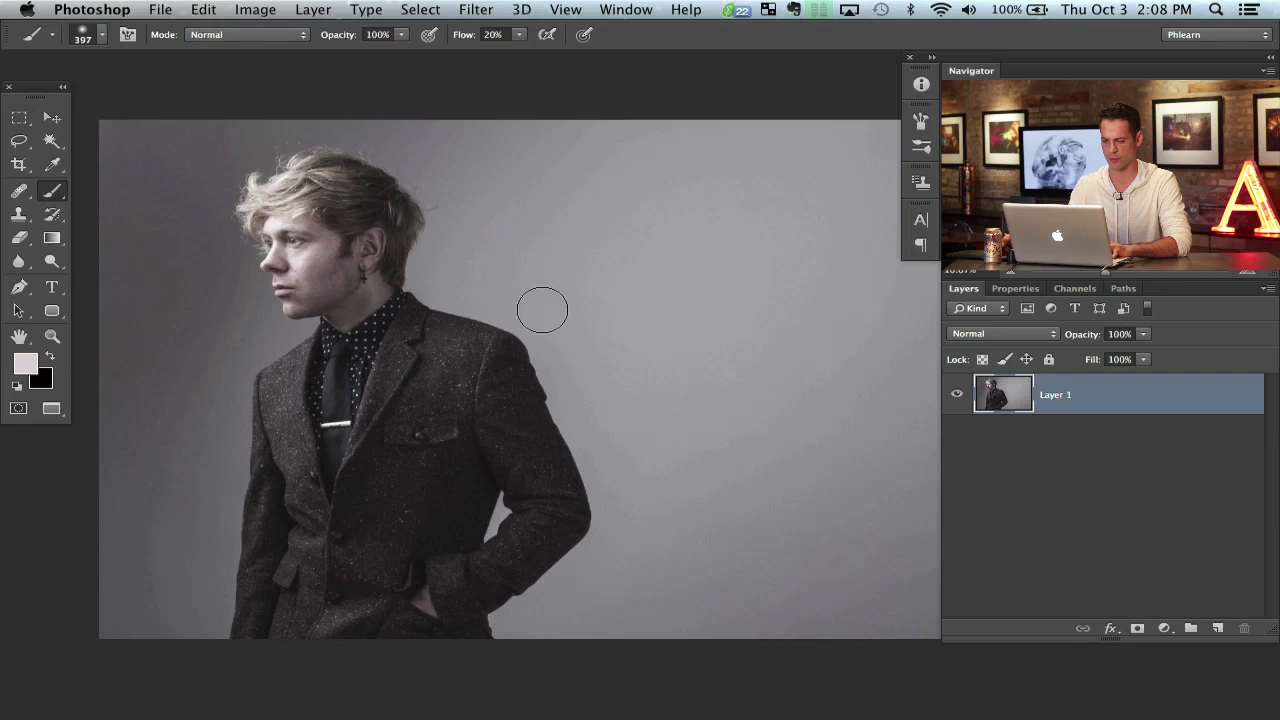 Photoshop File Edit Image Layer Type Select Filter 3D View Window Help 22 100% Thu Oct 3 2:08 PM
397 Mode: Normal Opacity: 100% Flow: 20% Phlearn
Navigator
A
Layers Properties Channels Paths
Kind
Normal Opacity: 100%
Lock: Fill: 100%
Layer 1